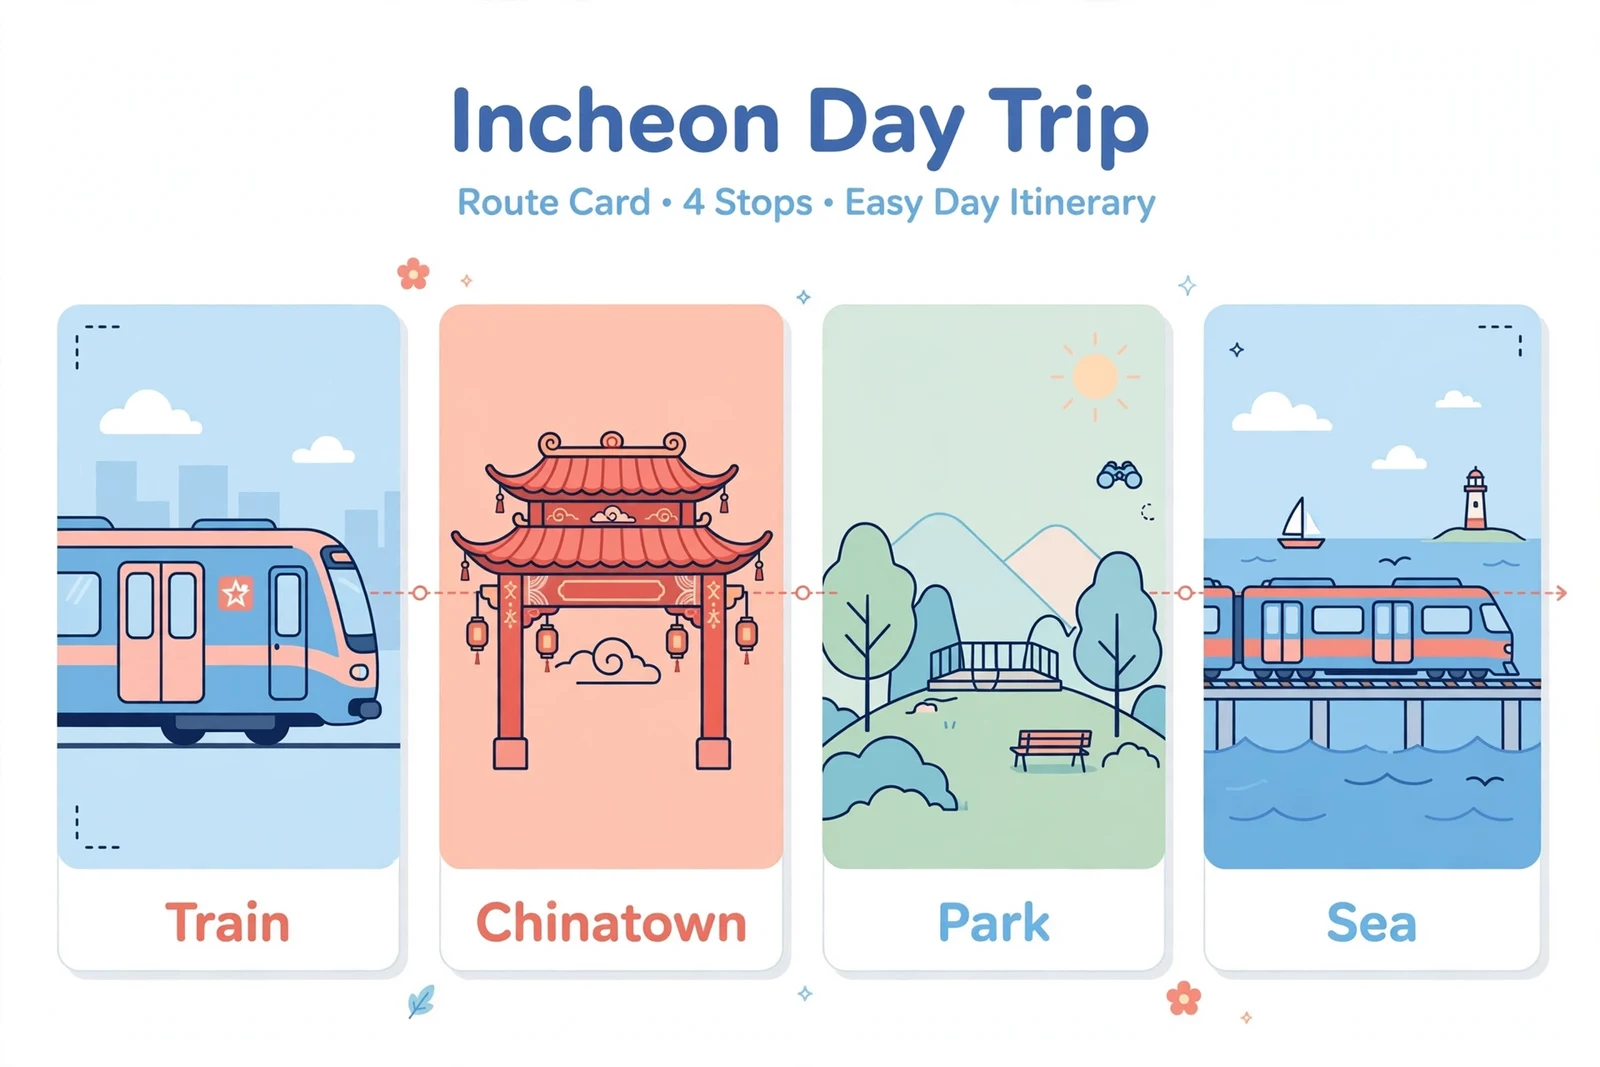 Incheon Day Trip
Route Card • 4 Stops • Easy Day Itinerary
Train
Chinatown
Park
Sea